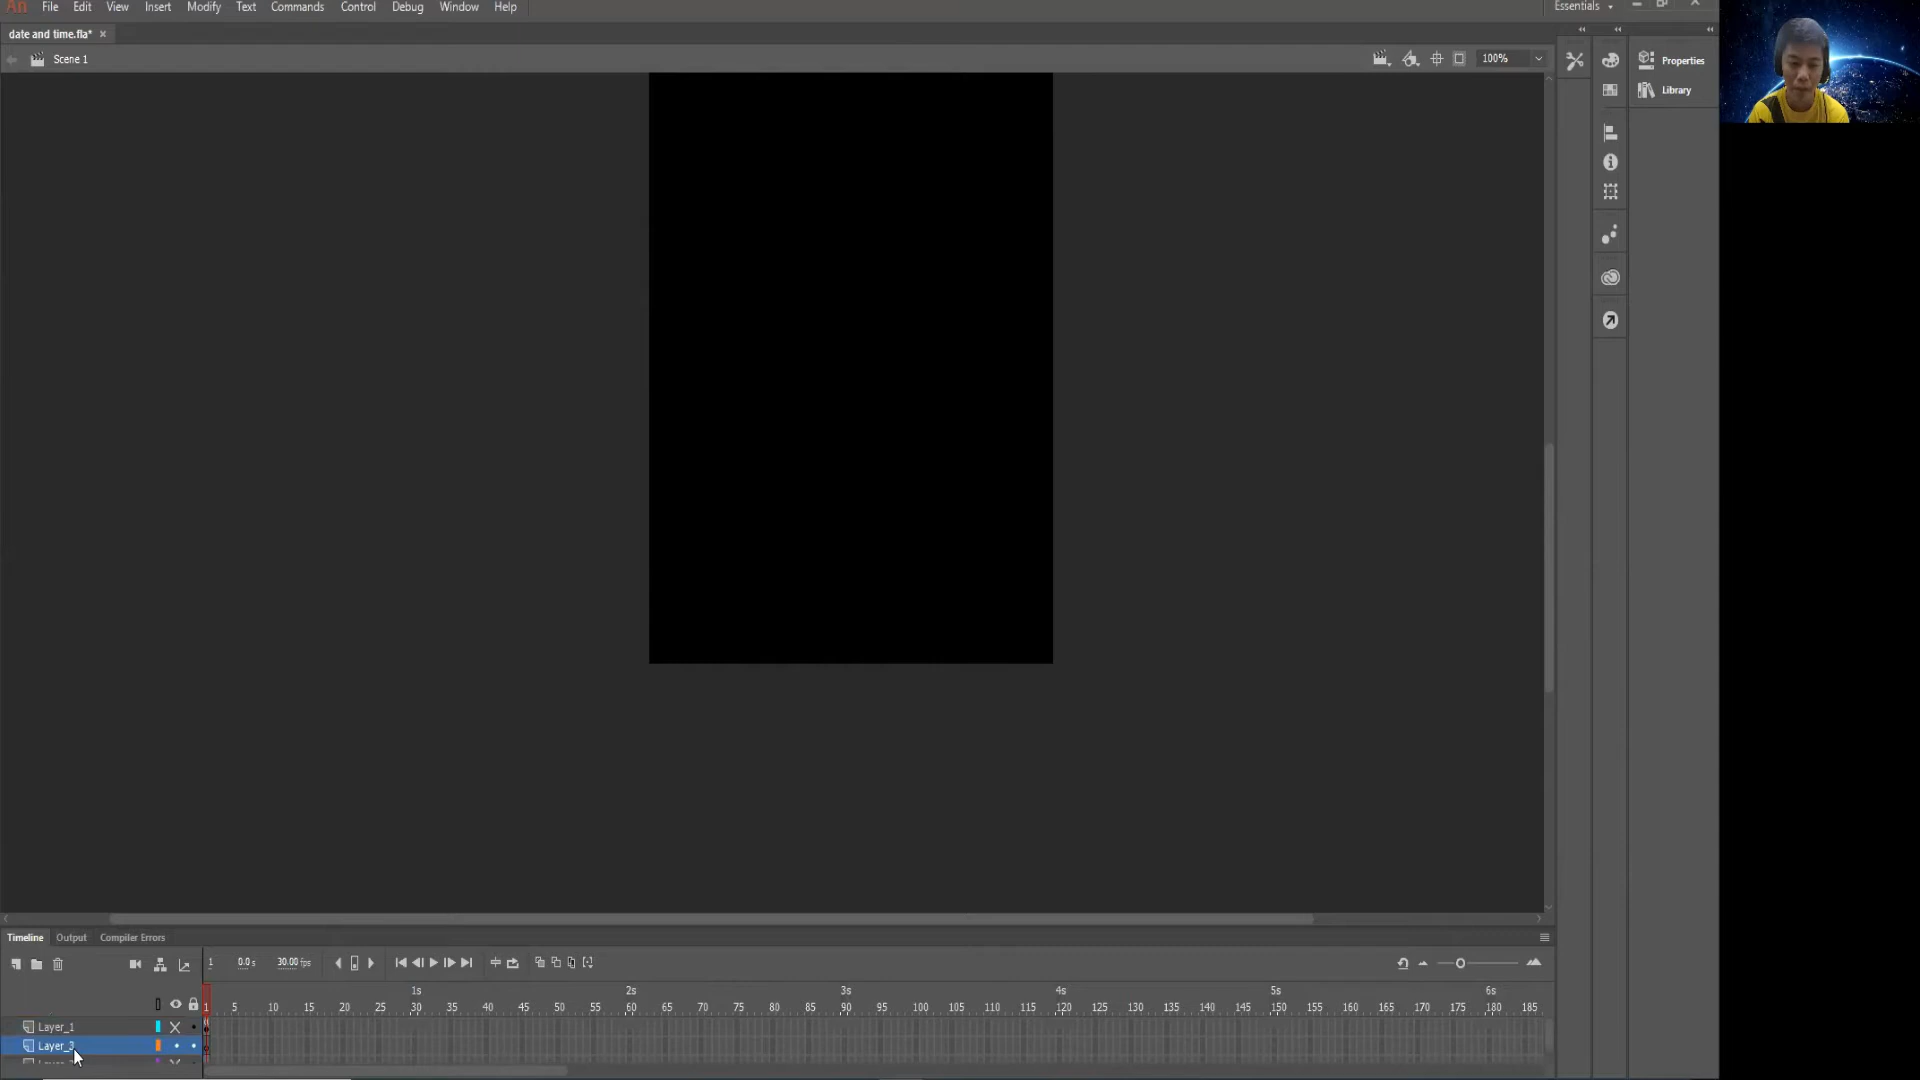 An File Edit View Insert Modify Text Commands Control Debug Window Help Essentials
date and time.fla*
Scene 1 100%
Properties
Library
Timeline Output Compiler Errors
1 0.0 s 30.00 fps
1s 2s 3s 4s 5s 6s
1 5 10 15 20 25 30 35 40 45 50 55 60 65 70 75 80 85 90 95 100 105 110 115 120 125 130 135 140 145 150 155 160 165 170 175 180 185
Layer_1
Layer_3